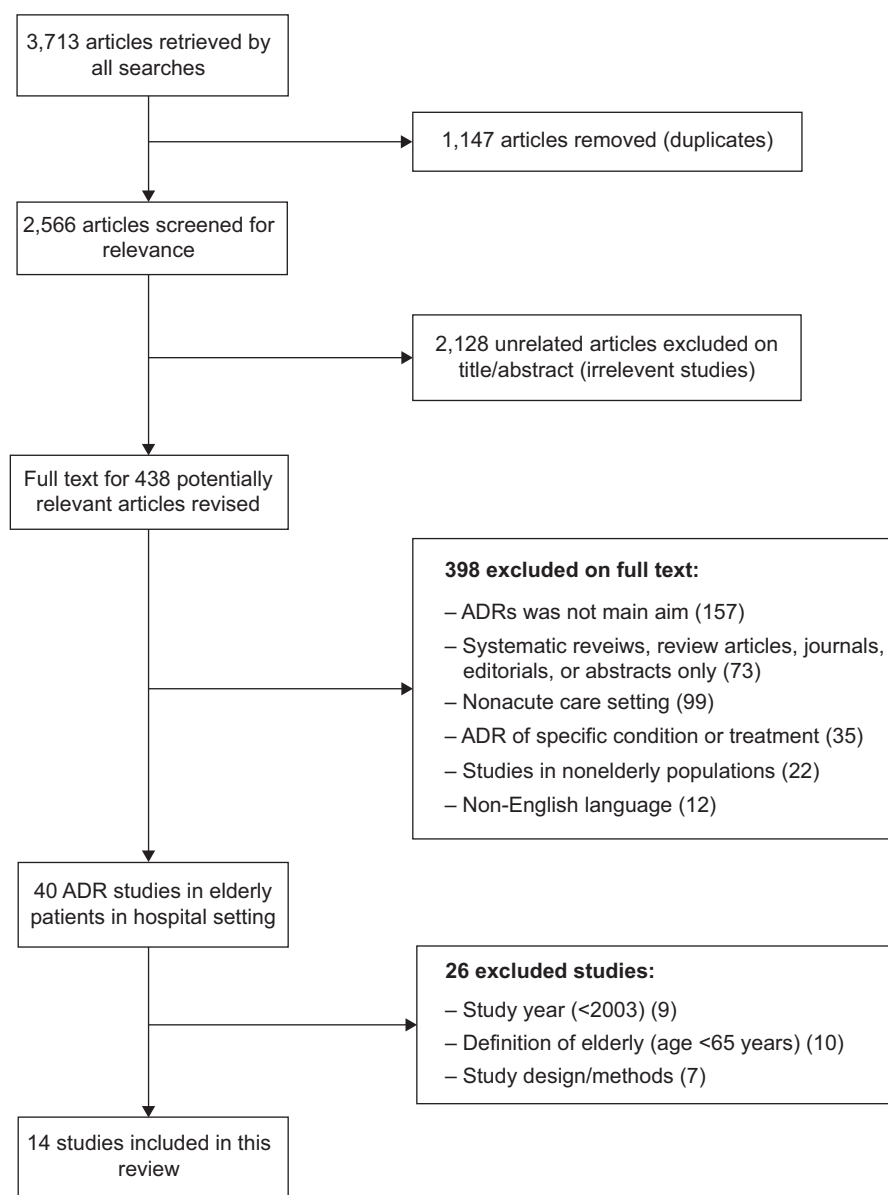 3,713 articles retrieved by
all searches
1,147 articles removed (duplicates)
2,566 articles screened for
relevance
2,128 unrelated articles excluded on
title/abstract (irrelevent studies)
Full text for 438 potentially
relevant articles revised
398 excluded on full text:
– ADRs was not main aim (157)
– Systematic reveiws, review articles, journals,
editorials, or abstracts only (73)
– Nonacute care setting (99)
– ADR of specific condition or treatment (35)
– Studies in nonelderly populations (22)
– Non-English language (12)
40 ADR studies in elderly
patients in hospital setting
26 excluded studies:
– Study year (<2003) (9)
– Definition of elderly (age <65 years) (10)
– Study design/methods (7)
14 studies included in this
review